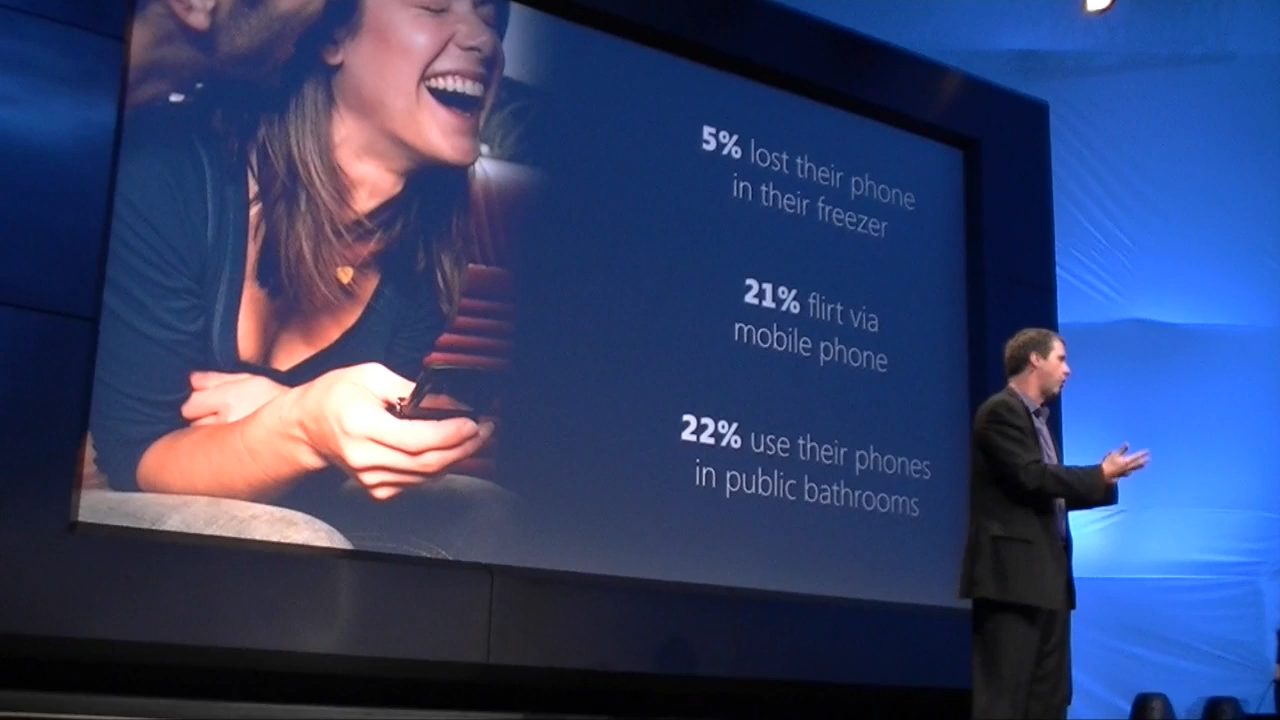 5% lost their phone
in their freezer
21% flirt via
mobile phone
22% use their phones
in public bathrooms